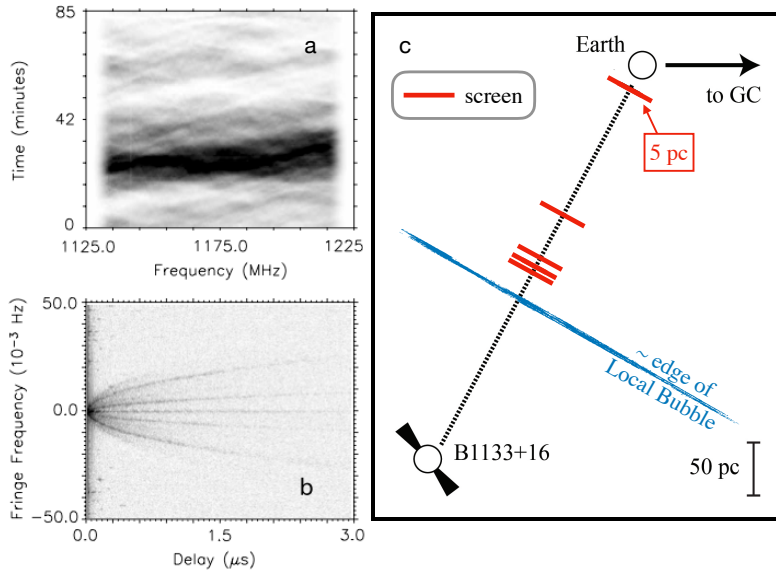 85
a
42
0
Time (minutes)
1125.0 1175.0 1225
Frequency (MHz)
50.0
0.0
-50.0
Fringe Frequency (10⁻³ Hz)
b
0.0 1.5 3.0
Delay (μs)
c
Earth
screen
to GC
5 pc
~ edge of
Local Bubble
B1133+16
50 pc